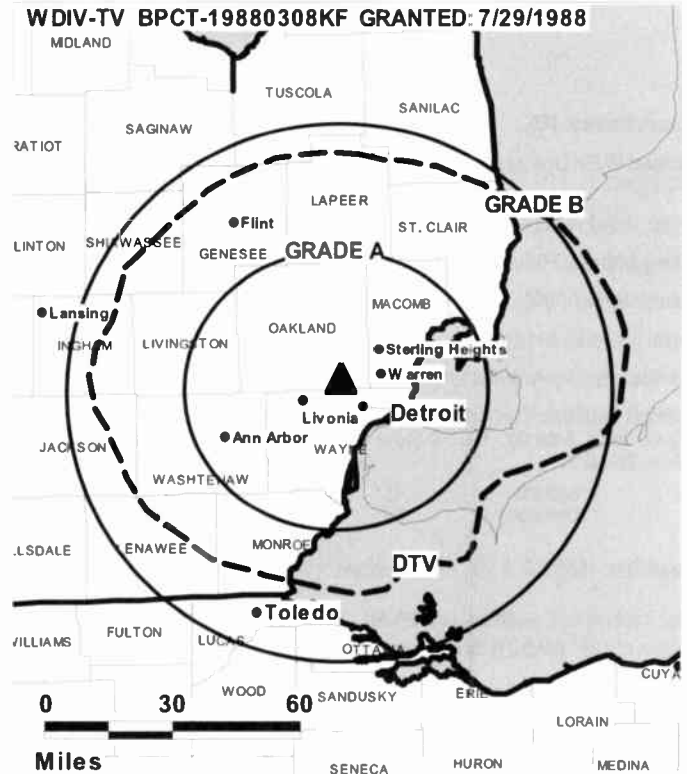 WDIV-TV BPCT-19880308KF GRANTED: 7/29/1988
MIDLAND
TUSCOLA
SANILAC
SAGINAW
RATIOT
LAPEER
GRADE B
Flint
ST. CLAIR
LINTON
SHIAWASSEE
GENESEE
GRADE A
MACOMB
Lansing
OAKLAND
INGHAM
LIVINGSTON
Sterling Heights
Warren
Livonia
Detroit
Ann Arbor
JACKSON
WAYNE
WASHTENAW
LLSDALE
LENAWEE
MONROE
DTV
Toledo
VILLIAMS
FULTON
LUCAS
OTTAWA
CUYA
WOOD
SANDUSKY
ERIE
0 30 60
LORAIN
Miles
SENECA
HURON
MEDINA